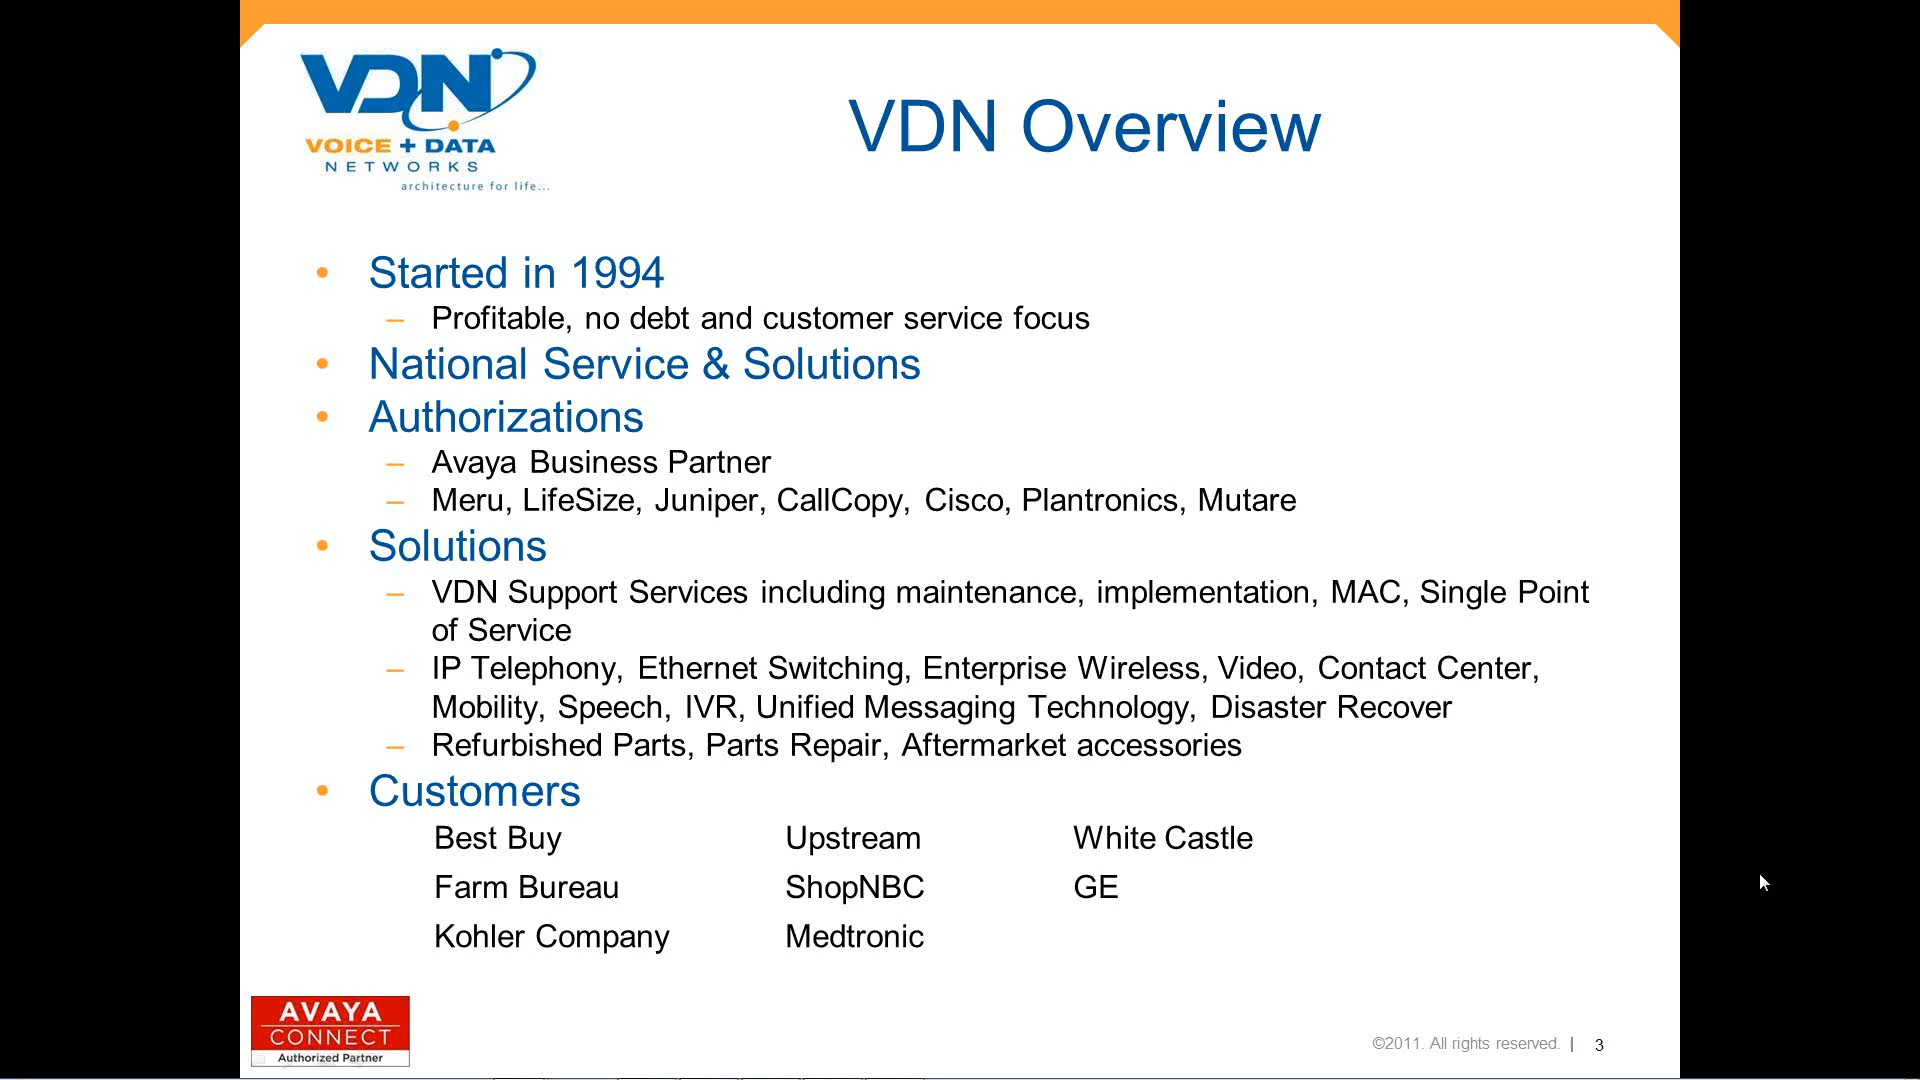 VDN
VOICE + DATA
NETWORKS
architecture for life...
VDN Overview
• Started in 1994
– Profitable, no debt and customer service focus
• National Service & Solutions
• Authorizations
– Avaya Business Partner
– Meru, LifeSize, Juniper, CallCopy, Cisco, Plantronics, Mutare
• Solutions
– VDN Support Services including maintenance, implementation, MAC, Single Point
of Service
– IP Telephony, Ethernet Switching, Enterprise Wireless, Video, Contact Center,
Mobility, Speech, IVR, Unified Messaging Technology, Disaster Recover
– Refurbished Parts, Parts Repair, Aftermarket accessories
• Customers
Best Buy Upstream White Castle
Farm Bureau ShopNBC GE
Kohler Company Medtronic
AVAYA
CONNECT
Authorized Partner
©2011. All rights reserved. | 3